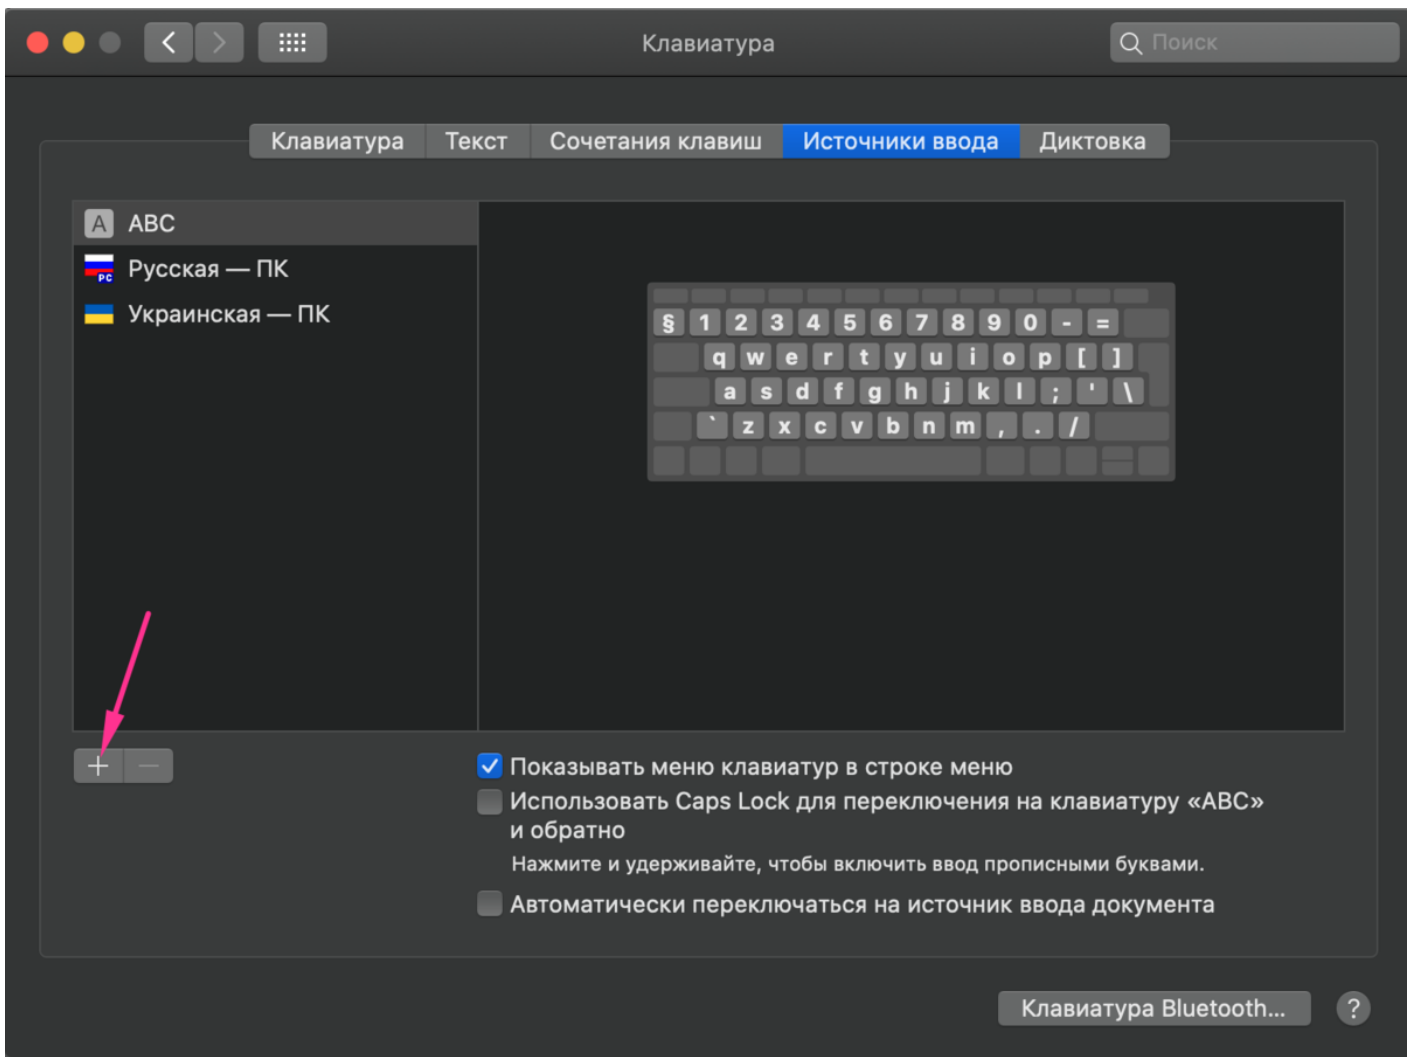 Клавиатура
Поиск
Клавиатура Текст Сочетания клавиш Источники ввода Диктовка
A ABC
PC Русская — ПК
Украинская — ПК
§ 1 2 3 4 5 6 7 8 9 0 - =
q w e r t y u i o p [ ]
a s d f g h j k l ; ' \
` z x c v b n m , . /
+ —
Показывать меню клавиатур в строке меню
Использовать Caps Lock для переключения на клавиатуру «ABC»
и обратно
Нажмите и удерживайте, чтобы включить ввод прописными буквами.
Автоматически переключаться на источник ввода документа
Клавиатура Bluetooth... ?